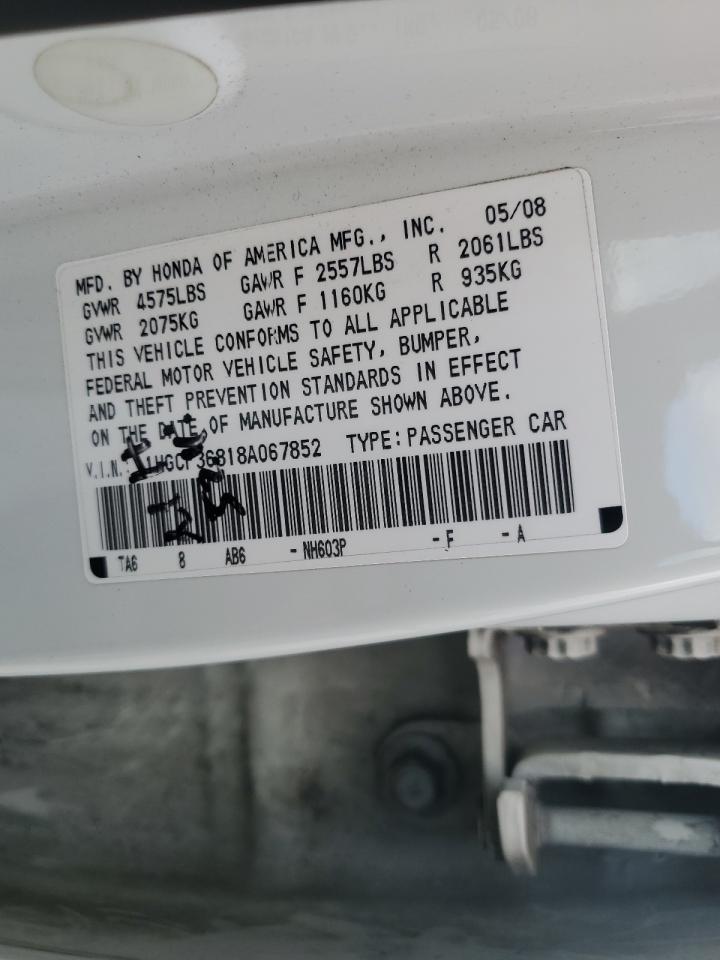 MFD. BY HONDA OF AMERICA MFG., INC. 05/08
GVWR 4575LBS GAWR F 2557LBS R 2061LBS
GVWR 2075KG GAWR F 1160KG R 935KG
THIS VEHICLE CONFORMS TO ALL APPLICABLE
FEDERAL MOTOR VEHICLE SAFETY, BUMPER,
AND THEFT PREVENTION STANDARDS IN EFFECT
ON THE DATE OF MANUFACTURE SHOWN ABOVE.
V.I.N.: 1HGCP36818A067852 TYPE: PASSENGER CAR
TA6 8 AB6 - NH603P - F - A